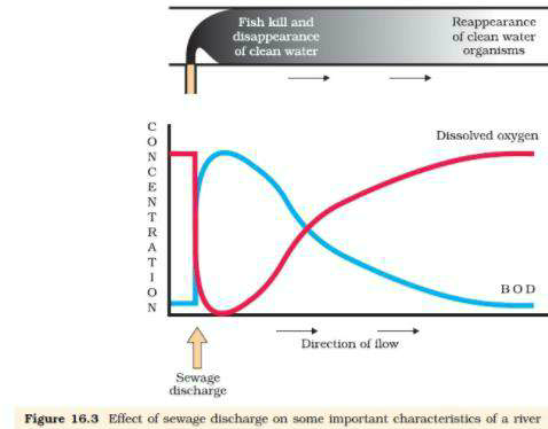 Fish kill and
disappearance
of clean water
Reappearance
of clean water
organisms
CONCENTRATION
Dissolved oxygen
BOD
Direction of flow
Sewage
discharge
Figure 16.3 Effect of sewage discharge on some important characteristics of a river